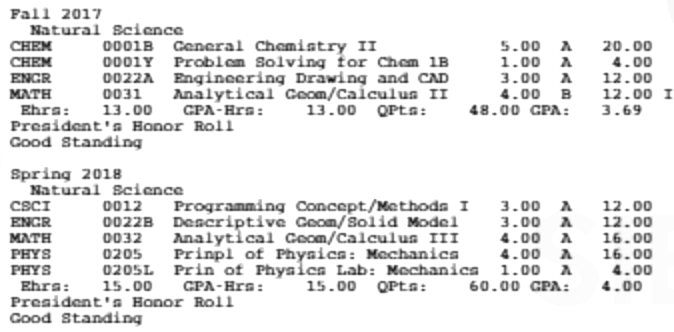 Fall 2017
Natural Science
CHEM 0001B General Chemistry II 5.00 A 20.00
CHEM 0001Y Problem Solving for Chem 1B 1.00 A 4.00
ENGR 0022A Engineering Drawing and CAD 3.00 A 12.00
MATH 0031 Analytical Geom/Calculus II 4.00 B 12.00 I
Ehrs: 13.00 GPA-Hrs: 13.00 QPts: 48.00 GPA: 3.69
President's Honor Roll
Good Standing
Spring 2018
Natural Science
CSCI 0012 Programming Concept/Methods I 3.00 A 12.00
ENGR 0022B Descriptive Geom/Solid Model 3.00 A 12.00
MATH 0032 Analytical Geom/Calculus III 4.00 A 16.00
PHYS 0205 Prinpl of Physics: Mechanics 4.00 A 16.00
PHYS 0205L Prin of Physics Lab: Mechanics 1.00 A 4.00
Ehrs: 15.00 GPA-Hrs: 15.00 QPts: 60.00 GPA: 4.00
President's Honor Roll
Good Standing